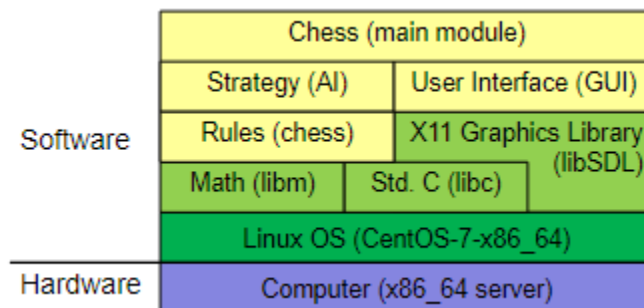 Chess (main module)
Strategy (AI)
User Interface (GUI)
Software
Rules (chess)
X11 Graphics Library
(libSDL)
Math (libm)
Std. C (libc)
Linux OS (CentOS-7-x86_64)
Hardware
Computer (x86_64 server)